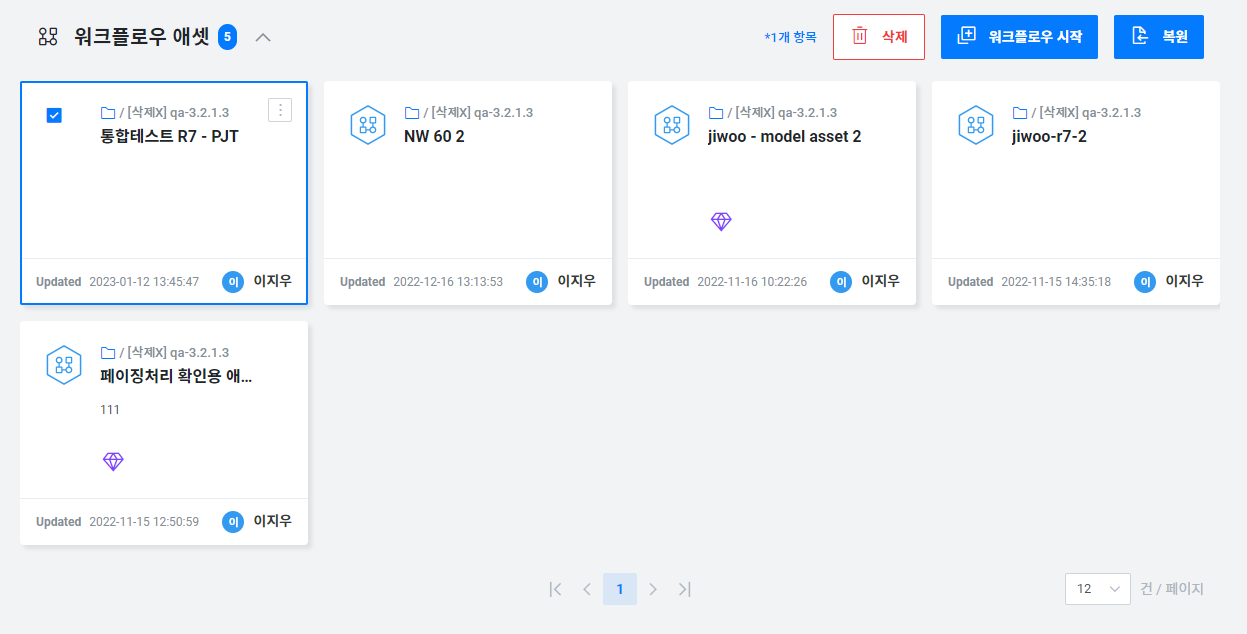 워크플로우 애셋 5
*1개 항목 삭제 워크플로우 시작 복원
/ [삭제X] qa-3.2.1.3
통합테스트 R7 - PJT
Updated 2023-01-12 13:45:47 이 이지우
/ [삭제X] qa-3.2.1.3
NW 60 2
Updated 2022-12-16 13:13:53 이 이지우
/ [삭제X] qa-3.2.1.3
jiwoo - model asset 2
Updated 2022-11-16 10:22:26 이 이지우
/ [삭제X] qa-3.2.1.3
jiwoo-r7-2
Updated 2022-11-15 14:35:18 이 이지우
/ [삭제X] qa-3.2.1.3
페이징처리 확인용 애...
111
Updated 2022-11-15 12:50:59 이 이지우
1
12 건 / 페이지